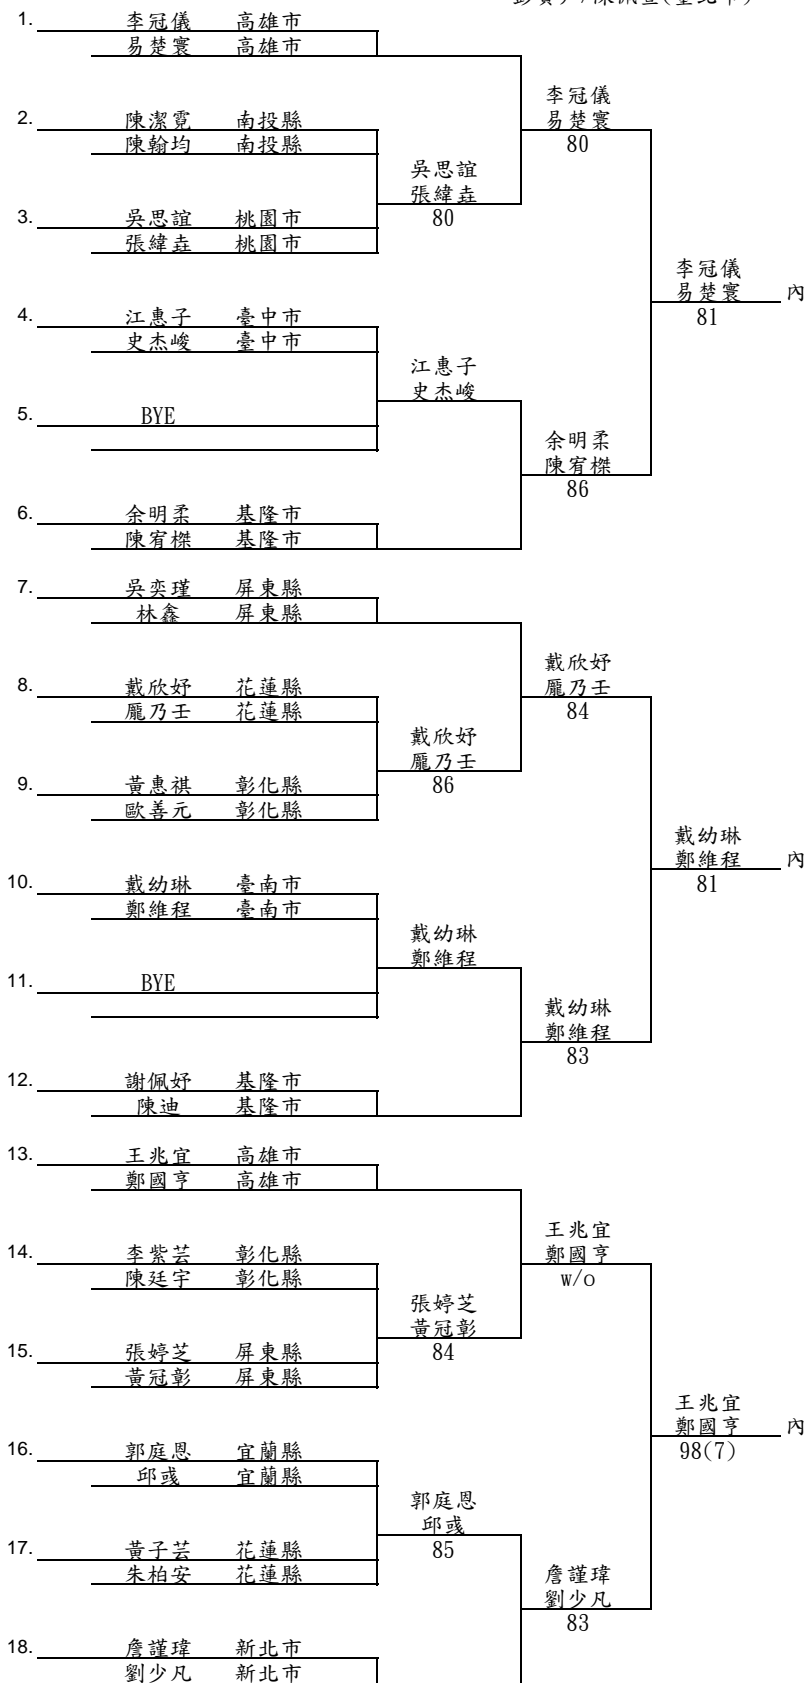 1. 李冠儀 高雄市
易楚寰 高雄市
李冠儀
易楚寰
80
2. 陳潔霓 南投縣
陳翰均 南投縣
吳思誼
張緯垚
80
3. 吳思誼 桃園市
張緯垚 桃園市
李冠儀
易楚寰 內
81
4. 江惠子 臺中市
史杰峻 臺中市
江惠子
史杰峻
5. BYE
余明柔
陳宥榤
86
6. 余明柔 基隆市
陳宥榤 基隆市
7. 吳奕瑾 屏東縣
林鑫 屏東縣
戴欣妤
龎乃壬
84
8. 戴欣妤 花蓮縣
龎乃壬 花蓮縣
戴欣妤
龎乃壬
86
9. 黃惠祺 彰化縣
歐善元 彰化縣
戴幼琳
鄭維程 內
81
10. 戴幼琳 臺南市
鄭維程 臺南市
戴幼琳
鄭維程
11. BYE
戴幼琳
鄭維程
83
12. 謝佩妤 基隆市
陳迪 基隆市
13. 王兆宜 高雄市
鄭國亨 高雄市
王兆宜
鄭國亨
w/o
14. 李紫芸 彰化縣
陳廷宇 彰化縣
張婷芝
黃冠彰
84
15. 張婷芝 屏東縣
黃冠彰 屏東縣
王兆宜
鄭國亨 內
98(7)
16. 郭庭恩 宜蘭縣
邱彧 宜蘭縣
郭庭恩
邱彧
85
17. 黃子芸 花蓮縣
朱柏安 花蓮縣
詹謹瑋
劉少凡
83
18. 詹謹瑋 新北市
劉少凡 新北市